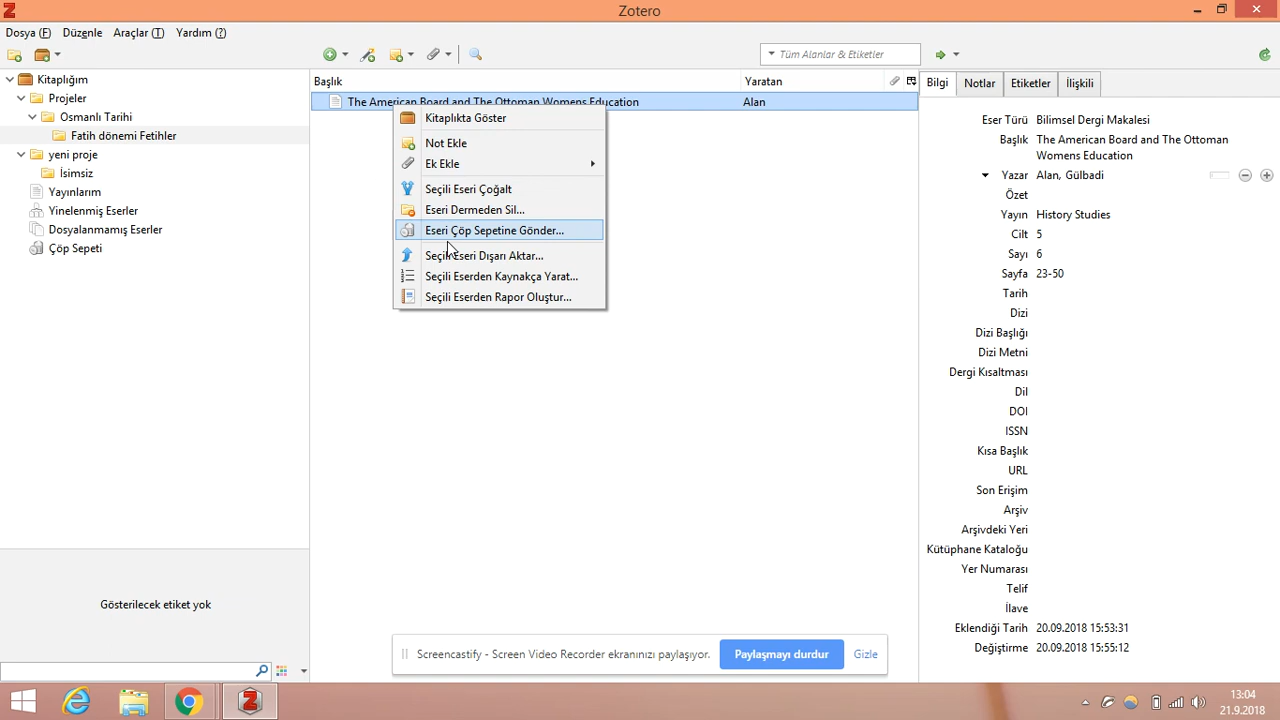 Zotero
Dosya (F) Düzenle Araçlar (T) Yardım (?)
Tüm Alanlar & Etiketler
Kitaplığım
Projeler
Osmanlı Tarihi
Fatih dönemi Fetihler
yeni proje
İsimsiz
Yayınlarım
Yinelenmiş Eserler
Dosyalanmamış Eserler
Çöp Sepeti
Gösterilecek etiket yok
Başlık Yaratan
The American Board and The Ottoman Womens Education Alan
Kitaplıkta Göster
Not Ekle
Ek Ekle
Seçili Eseri Çoğalt
Eseri Dermeden Sil...
Eseri Çöp Sepetine Gönder...
Seçili Eseri Dışarı Aktar...
Seçili Eserden Kaynakça Yarat...
Seçili Eserden Rapor Oluştur...
Bilgi Notlar Etiketler İlişkili
Eser Türü Bilimsel Dergi Makalesi
Başlık The American Board and The Ottoman
Womens Education
Yazar Alan, Gülbadi
Özet
Yayın History Studies
Cilt 5
Sayı 6
Sayfa 23-50
Tarih
Dizi
Dizi Başlığı
Dizi Metni
Dergi Kısaltması
Dil
DOI
ISSN
Kısa Başlık
URL
Son Erişim
Arşiv
Arşivdeki Yeri
Kütüphane Kataloğu
Yer Numarası
Telif
İlave
Eklendiği Tarih 20.09.2018 15:53:31
Değiştirme 20.09.2018 15:55:12
Screencastify - Screen Video Recorder ekranınızı paylaşıyor. Paylaşmayı durdur Gizle
13:04
21.9.2018